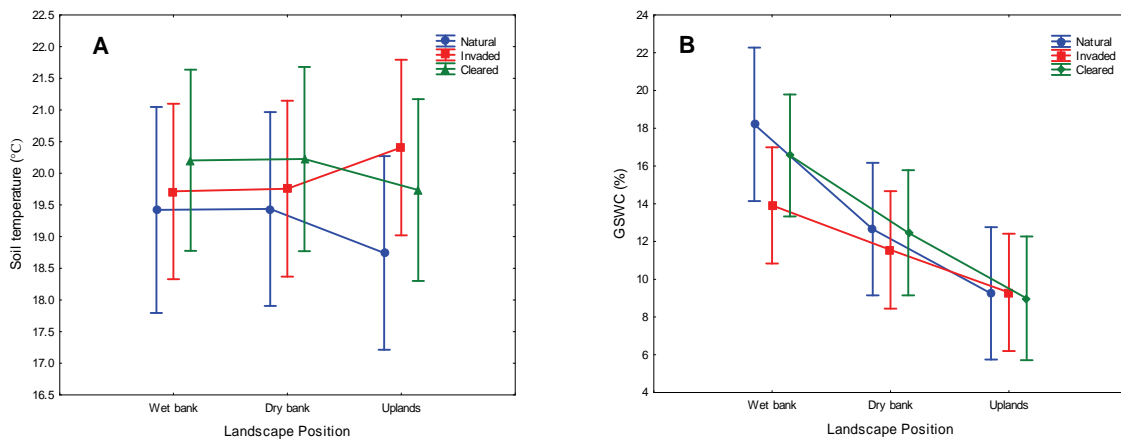 A
Natural
Invaded
Cleared
22.5
22.0
21.5
21.0
20.5
20.0
19.5
19.0
18.5
18.0
17.5
17.0
16.5
Soil temperature (°C)
Wet bank Dry bank Uplands
Landscape Position
B
Natural
Invaded
Cleared
24
22
20
18
16
14
12
10
8
6
4
GSWC (%)
Wet bank Dry bank Uplands
Landscape Position